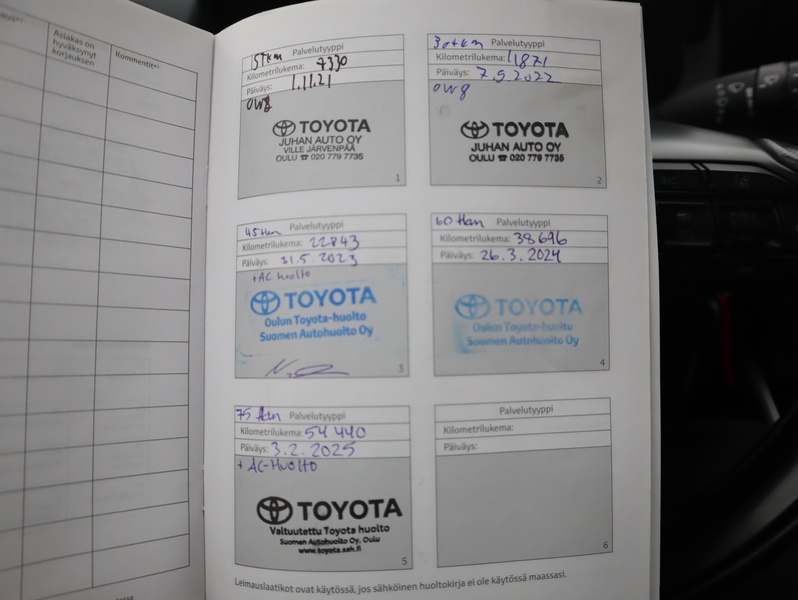 Asiakas on
hyväksynyt
korjauksen
Kommentit
15tkm Palvelutyyppi
Kilometrilukema: 7330
Päiväys: 1.11.21
OW8
TOYOTA
JUHAN AUTO OY
VILLE JÄRVENPÄÄ
OULU ☎ 020 779 7735
1
30tkm Palvelutyyppi
Kilometrilukema: 11871
Päiväys: 7.9.2022
OW8
TOYOTA
JUHAN AUTO OY
OULU ☎ 020 779 7735
2
Palvelutyyppi
Kilometrilukema: 22843
Päiväys: 31.5.2023
+AC huolto
TOYOTA
Oulun Toyota-huolto
Suomen Autohuolto Oy
3
Palvelutyyppi
Kilometrilukema: 38696
Päiväys: 26.3.2024
TOYOTA
Oulun Toyota-huolto
Suomen Autohuolto Oy
4
Palvelutyyppi
Kilometrilukema: 54440
Päiväys: 3.2.2025
+ AC-Huolto
TOYOTA
Valtuutettu Toyota huolto
Suomen Autohuolto Oy, Oulu
www.toyota.sah.fi
5
Palvelutyyppi
Kilometrilukema:
Päiväys:
6
Leimauslaatikot ovat käytössä, jos sähköinen huoltokirja ei ole käytössä maassasi.